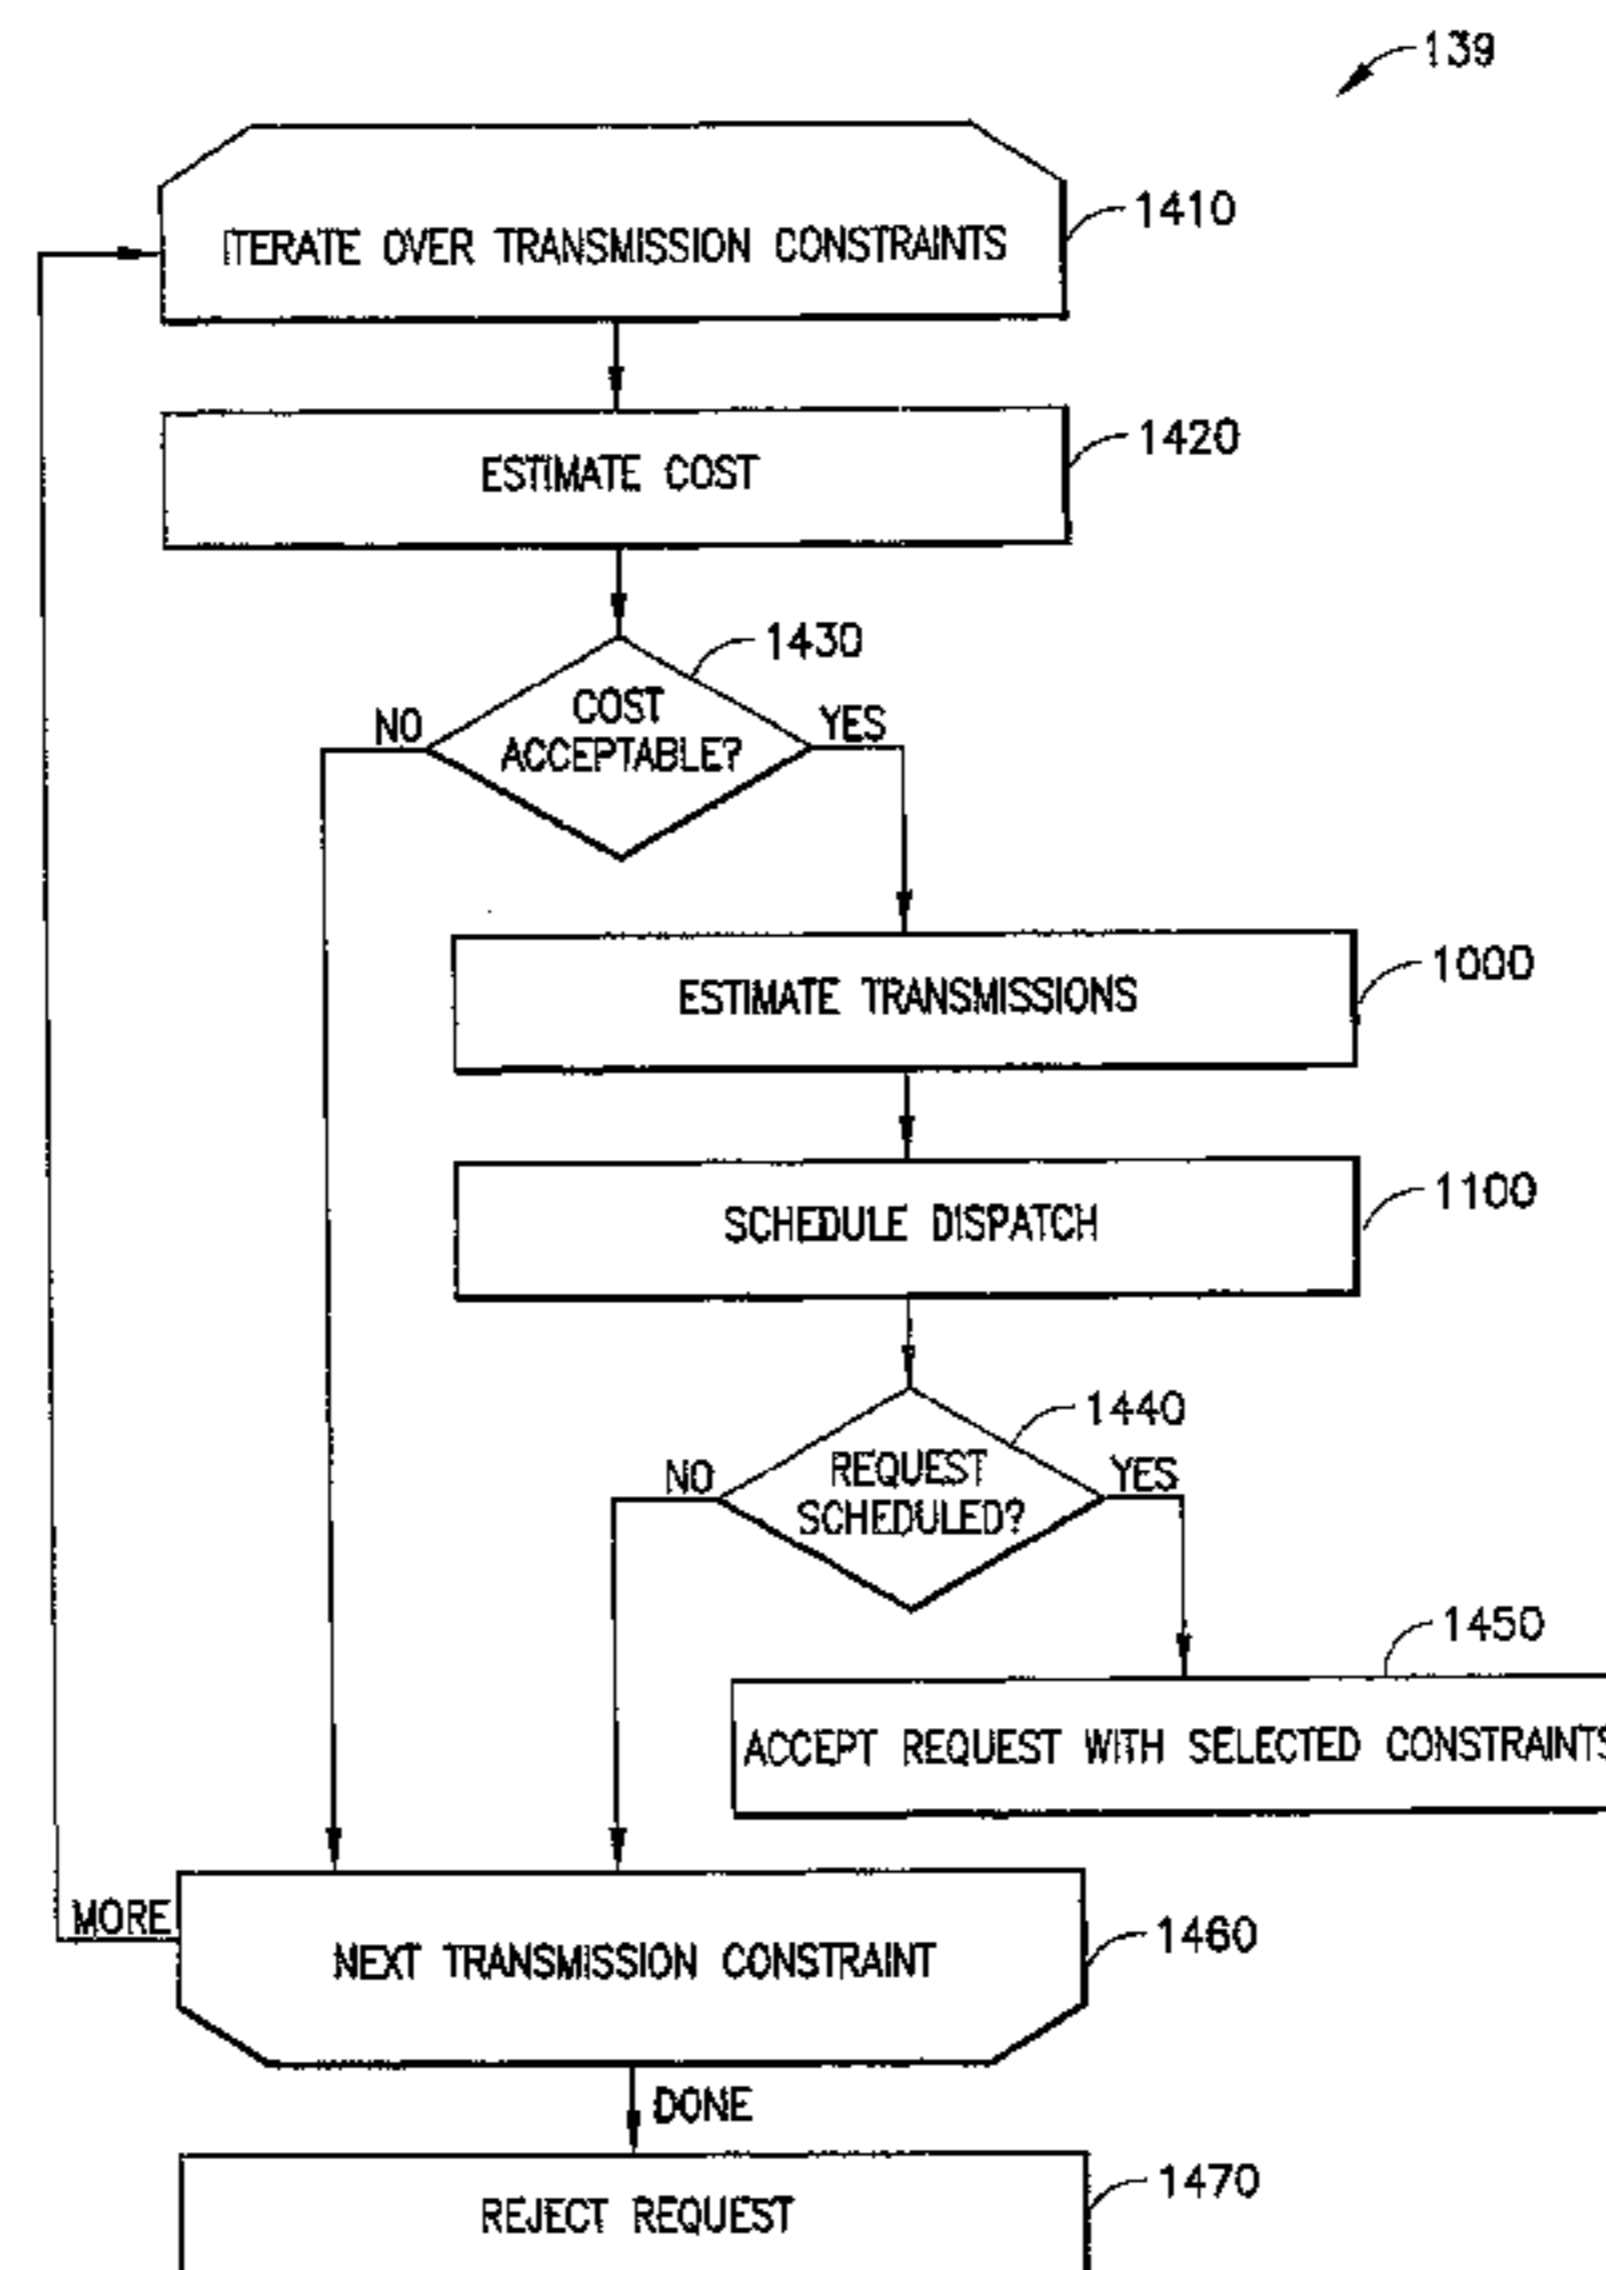 139
1410
ITERATE OVER TRANSMISSION CONSTRAINTS
1420
ESTIMATE COST
1430
COST
ACCEPTABLE?
NO
YES
1000
ESTIMATE TRANSMISSIONS
1100
SCHEDULE DISPATCH
1440
REQUEST
SCHEDULED?
NO
YES
1450
ACCEPT REQUEST WITH SELECTED CONSTRAINTS
MORE
1460
NEXT TRANSMISSION CONSTRAINT
DONE
1470
REJECT REQUEST